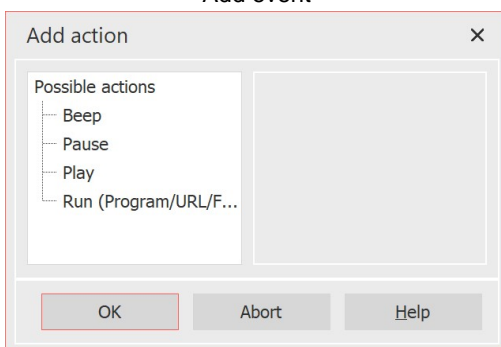 Add event
Add action
Possible actions
Beep
Pause
Play
Run (Program/URL/F...
OK
Abort
Help